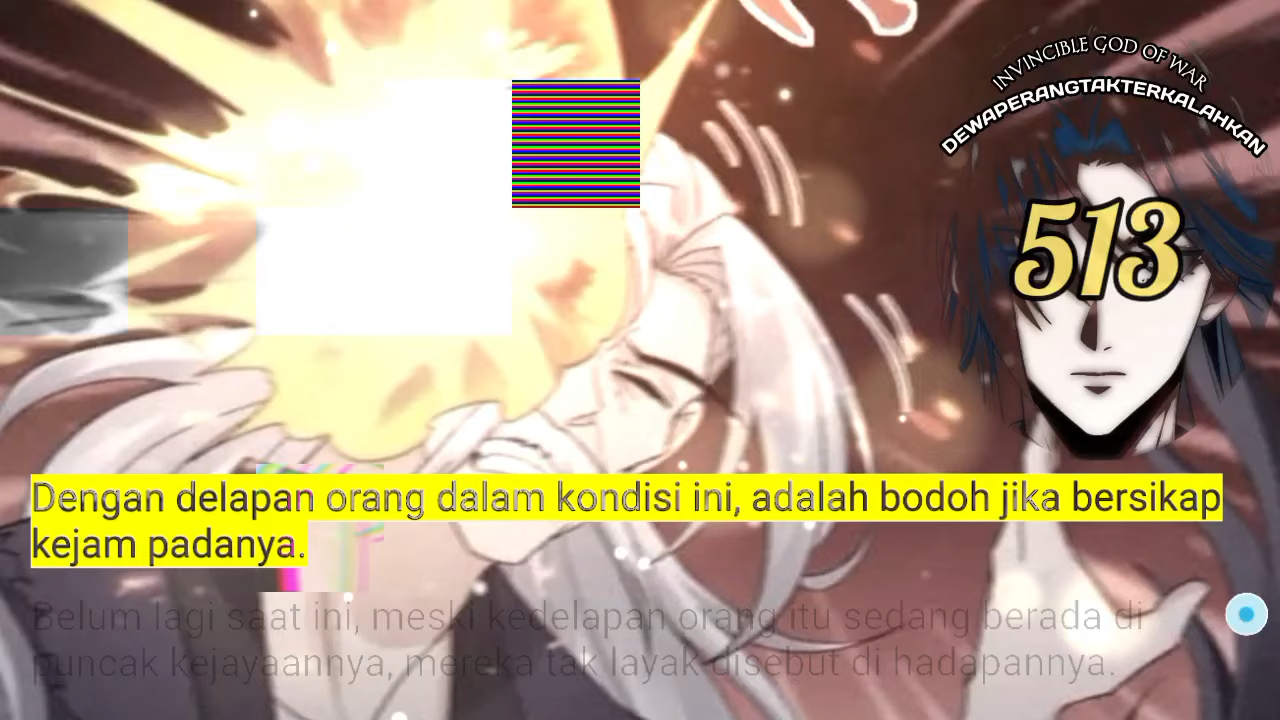 INVINCIBLE GOD OF WAR
DEWAPERANGTAKTERKALAHKAN
513
Dengan delapan orang dalam kondisi ini, adalah bodoh jika bersikap
kejam padanya.
Belum lagi saat ini, meski kedelapan orang itu sedang berada di
puncak kejayaannya, mereka tak layak disebut di hadapannya.